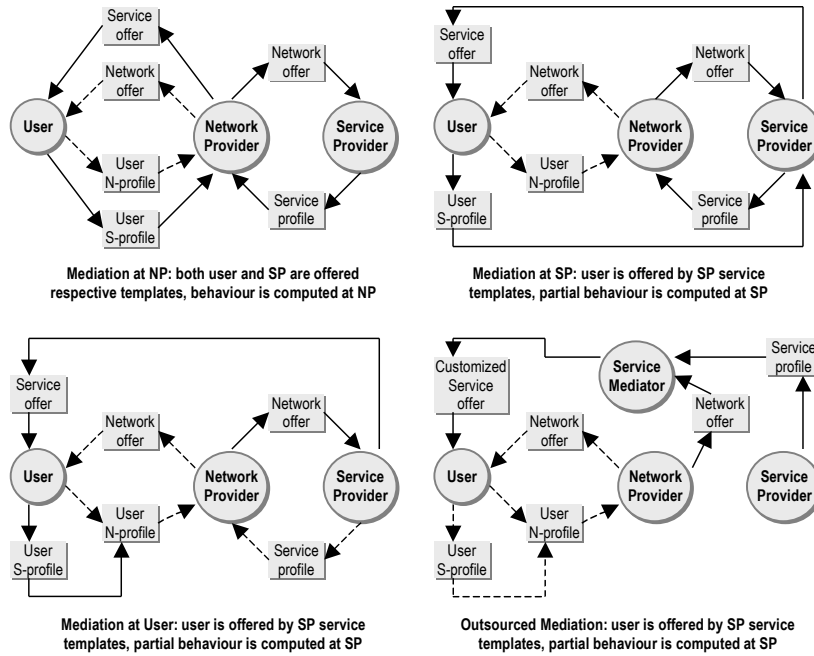 Service
offer
Network
offer
User
User
N-profile
User
S-profile
Network
Provider
Network
offer
Service
Provider
Service
profile
Mediation at NP: both user and SP are offered
respective templates, behaviour is computed at NP
Service
offer
Network
offer
Network
offer
User
Network
Provider
Service
Provider
User
N-profile
User
S-profile
Service
profile
Mediation at SP: user is offered by SP service
templates, partial behaviour is computed at SP
Service
offer
Network
offer
Network
offer
User
Network
Provider
Service
Provider
User
N-profile
User
S-profile
Service
profile
Mediation at User: user is offered by SP service
templates, partial behaviour is computed at SP
Customized
Service
offer
Service
Mediator
Service
profile
Network
offer
Network
offer
User
Network
Provider
Service
Provider
User
N-profile
User
S-profile
Outsourced Mediation: user is offered by SP service
templates, partial behaviour is computed at SP